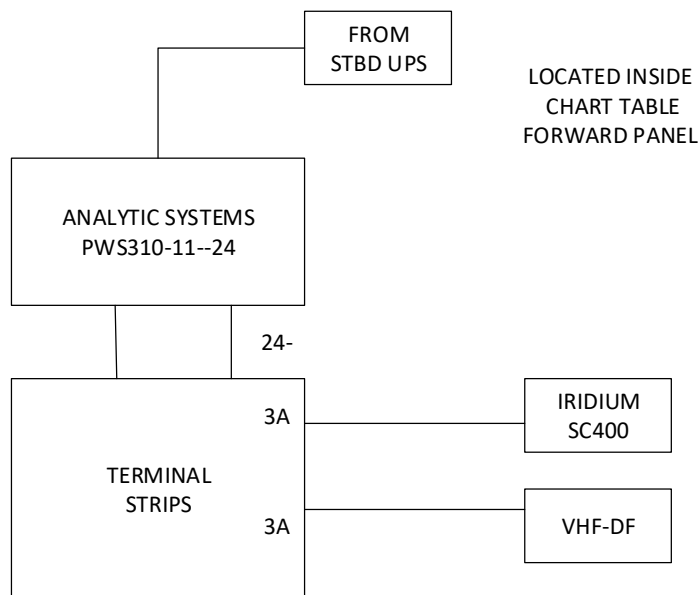 FROM
STBD UPS
LOCATED INSIDE
CHART TABLE
FORWARD PANEL
ANALYTIC SYSTEMS
PWS310-11--24
24-
3A
IRIDIUM
SC400
TERMINAL
STRIPS
3A
VHF-DF